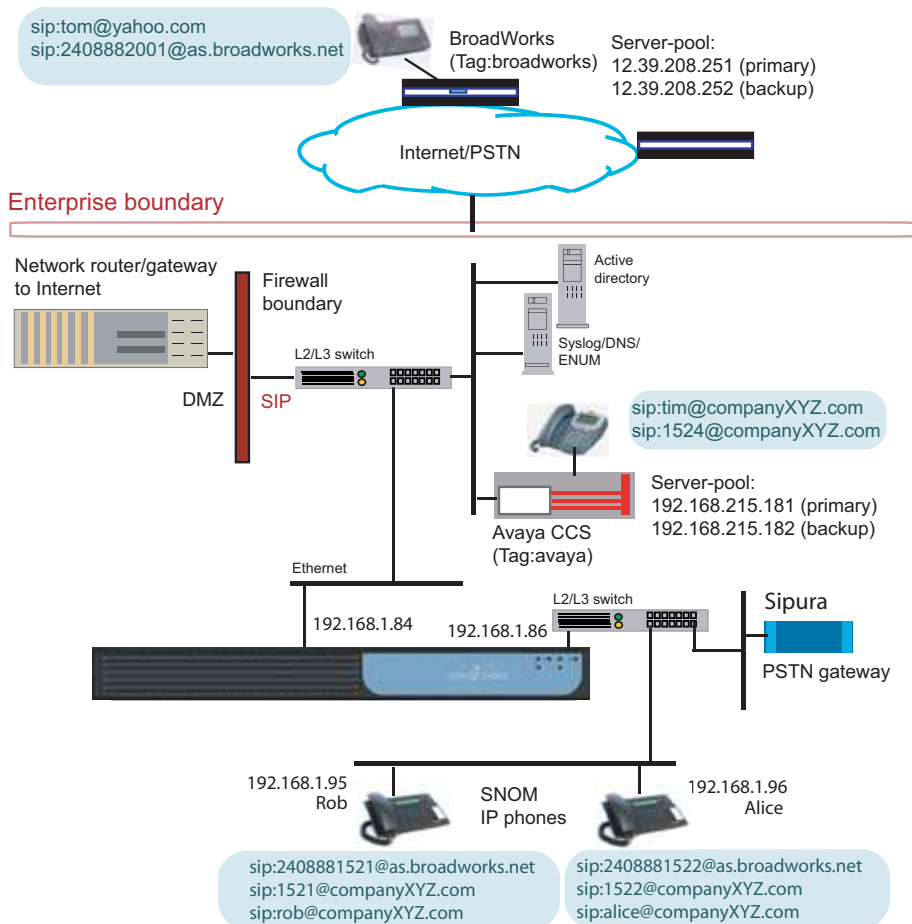 sip:tom@yahoo.com
sip:2408882001@as.broadworks.net
BroadWorks
(Tag:broadworks)
Server-pool:
12.39.208.251 (primary)
12.39.208.252 (backup)
Internet/PSTN
Enterprise boundary
Network router/gateway
to Internet
Firewall
boundary
Active
directory
Syslog/DNS/
ENUM
L2/L3 switch
DMZ
SIP
sip:tim@companyXYZ.com
sip:1524@companyXYZ.com
Server-pool:
192.168.215.181 (primary)
192.168.215.182 (backup)
Avaya CCS
(Tag:avaya)
Ethernet
L2/L3 switch
Sipura
192.168.1.84
192.168.1.86
PSTN gateway
192.168.1.95
Rob
SNOM
IP phones
192.168.1.96
Alice
sip:2408881521@as.broadworks.net
sip:1521@companyXYZ.com
sip:rob@companyXYZ.com
sip:2408881522@as.broadworks.net
sip:1522@companyXYZ.com
sip:alice@companyXYZ.com